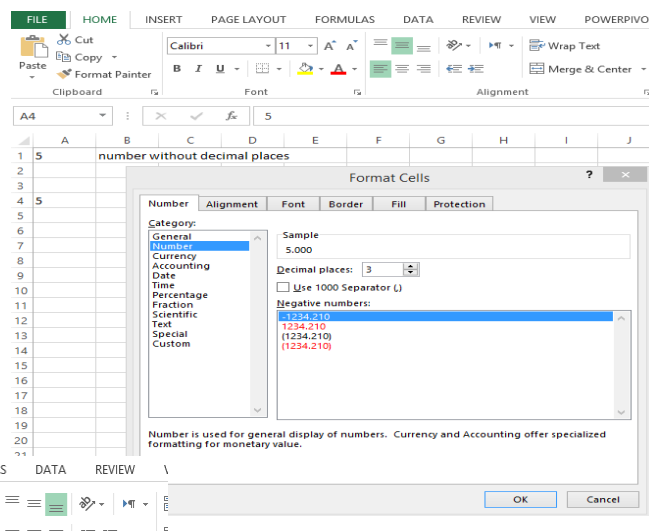 FILE HOME INSERT PAGE LAYOUT FORMULAS DATA REVIEW VIEW POWERPIVO
Cut
Copy
Format Painter
Paste
Calibri 11 A A
B I U A
Wrap Text
Merge & Center
Clipboard Font Alignment
A4 fx 5
A B C D E F G H I J
1 5 number without decimal places
2
3
4 5
5
6
7
8
9
10
11
12
13
14
15
16
17
18
19
20
21
Format Cells ? ×
Number Alignment Font Border Fill Protection
Category:
General
Number
Currency
Accounting
Date
Time
Percentage
Fraction
Scientific
Text
Special
Custom
Sample
5.000
Decimal places: 3
Use 1000 Separator (,)
Negative numbers:
-1234.210
1234.210
(1234.210)
(1234.210)
Number is used for general display of numbers. Currency and Accounting offer specialized
formatting for monetary value.
OK Cancel
S DATA REVIEW